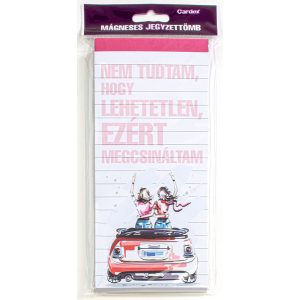 Cardex
MÁGNESES JEGYZETTÖMB
NEM TUDTAM,
HOGY
LEHETETLEN,
EZÉRT
MEGCSINÁLTAM